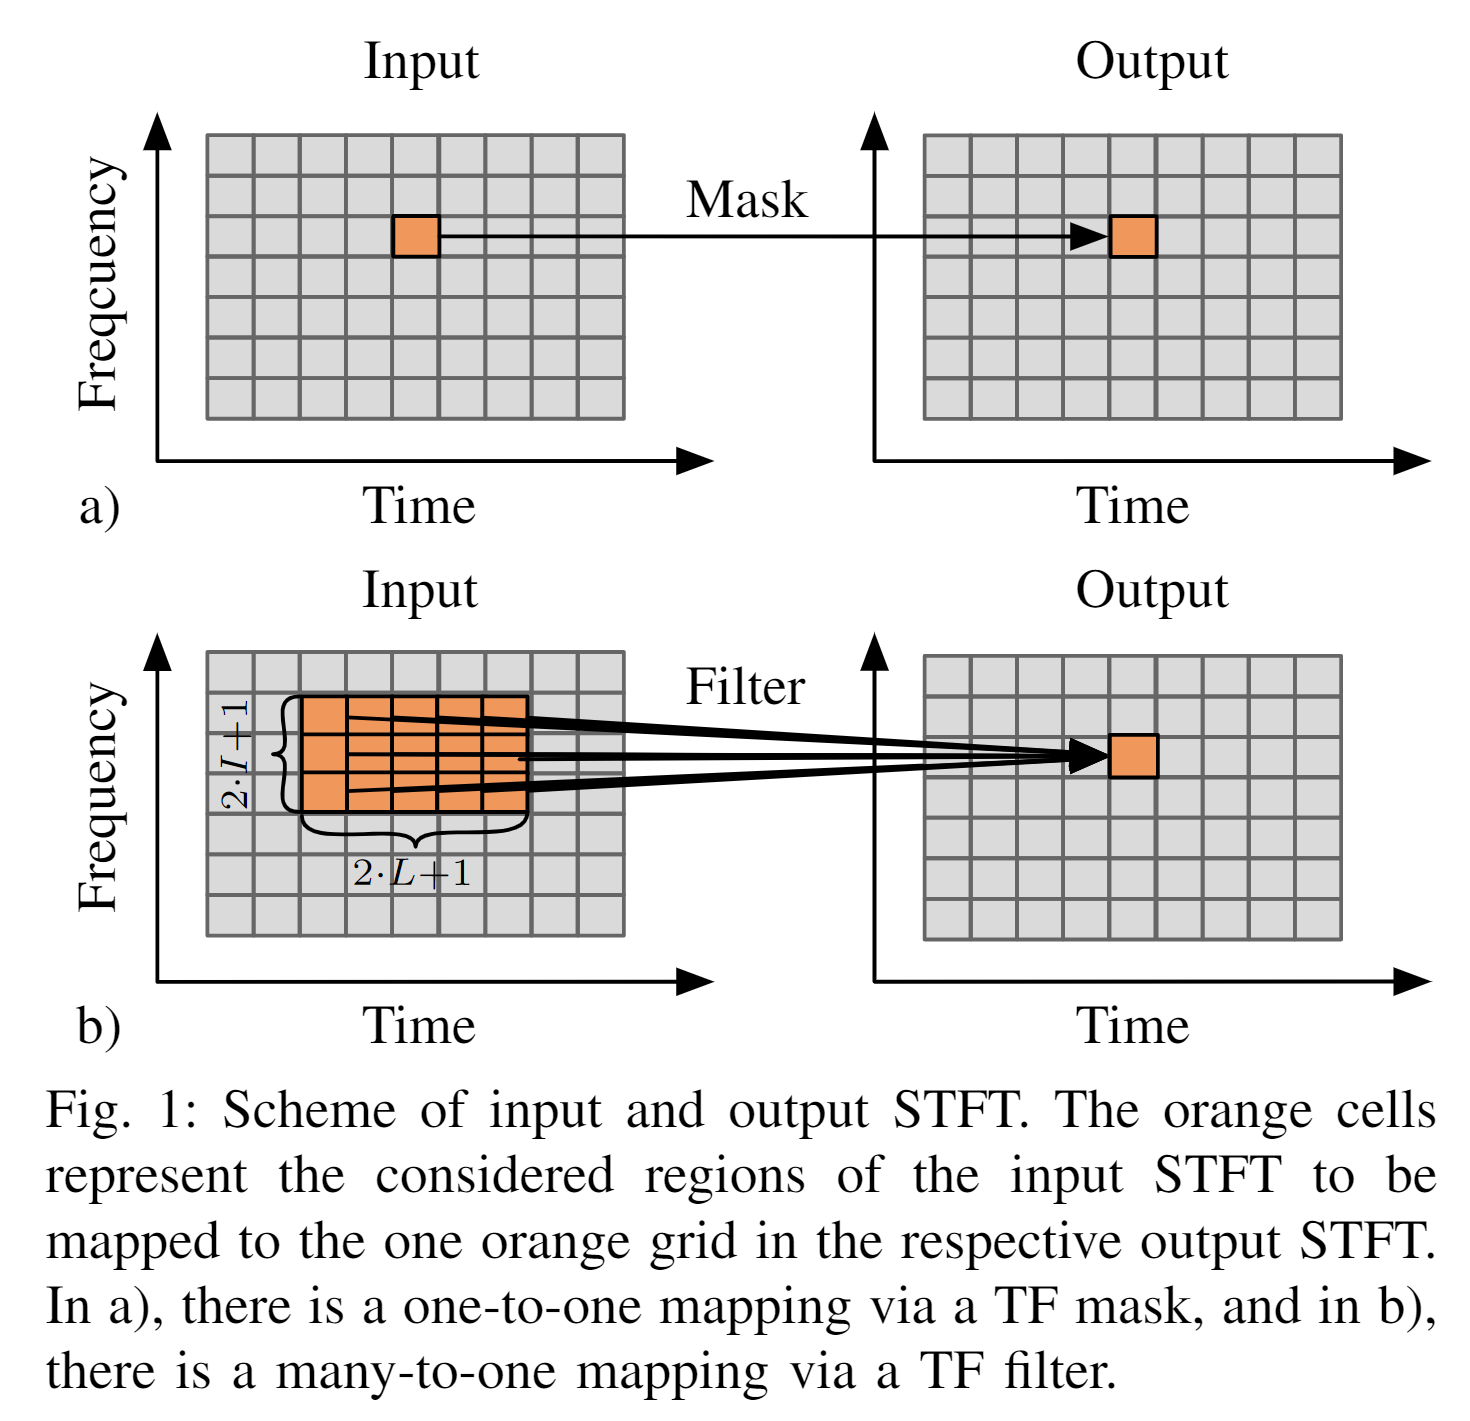 Input
Output
Freqcuency
Mask
Time
Time
a)
Input
Output
Frequency
2·I+1
Filter
2·L+1
Time
Time
b)
Fig. 1: Scheme of input and output STFT. The orange cells
represent the considered regions of the input STFT to be
mapped to the one orange grid in the respective output STFT.
In a), there is a one-to-one mapping via a TF mask, and in b),
there is a many-to-one mapping via a TF filter.